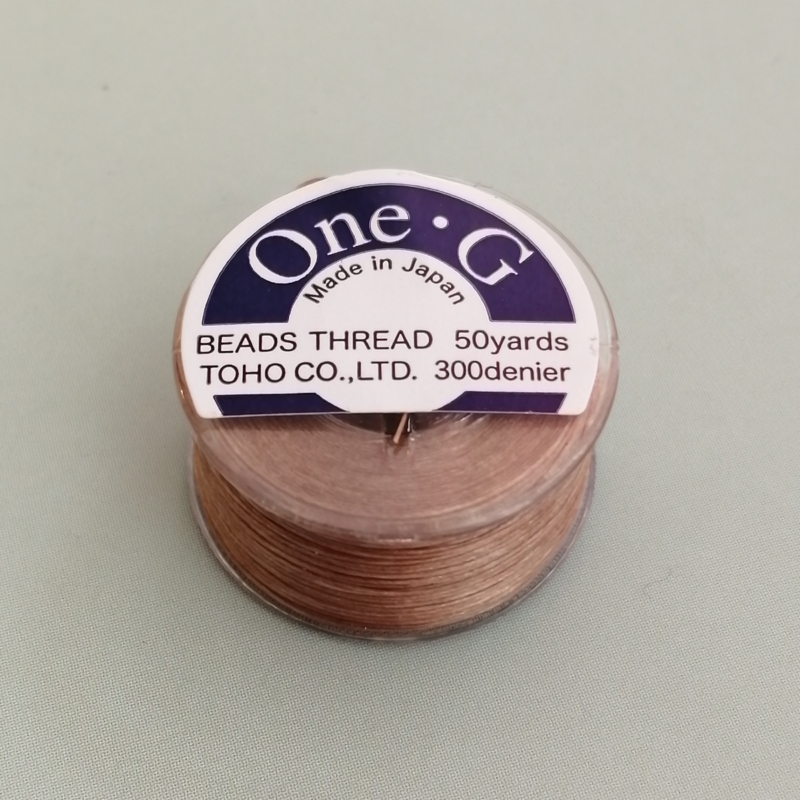 One·G
Made in Japan
BEADS THREAD 50yards
TOHO CO.,LTD. 300denier